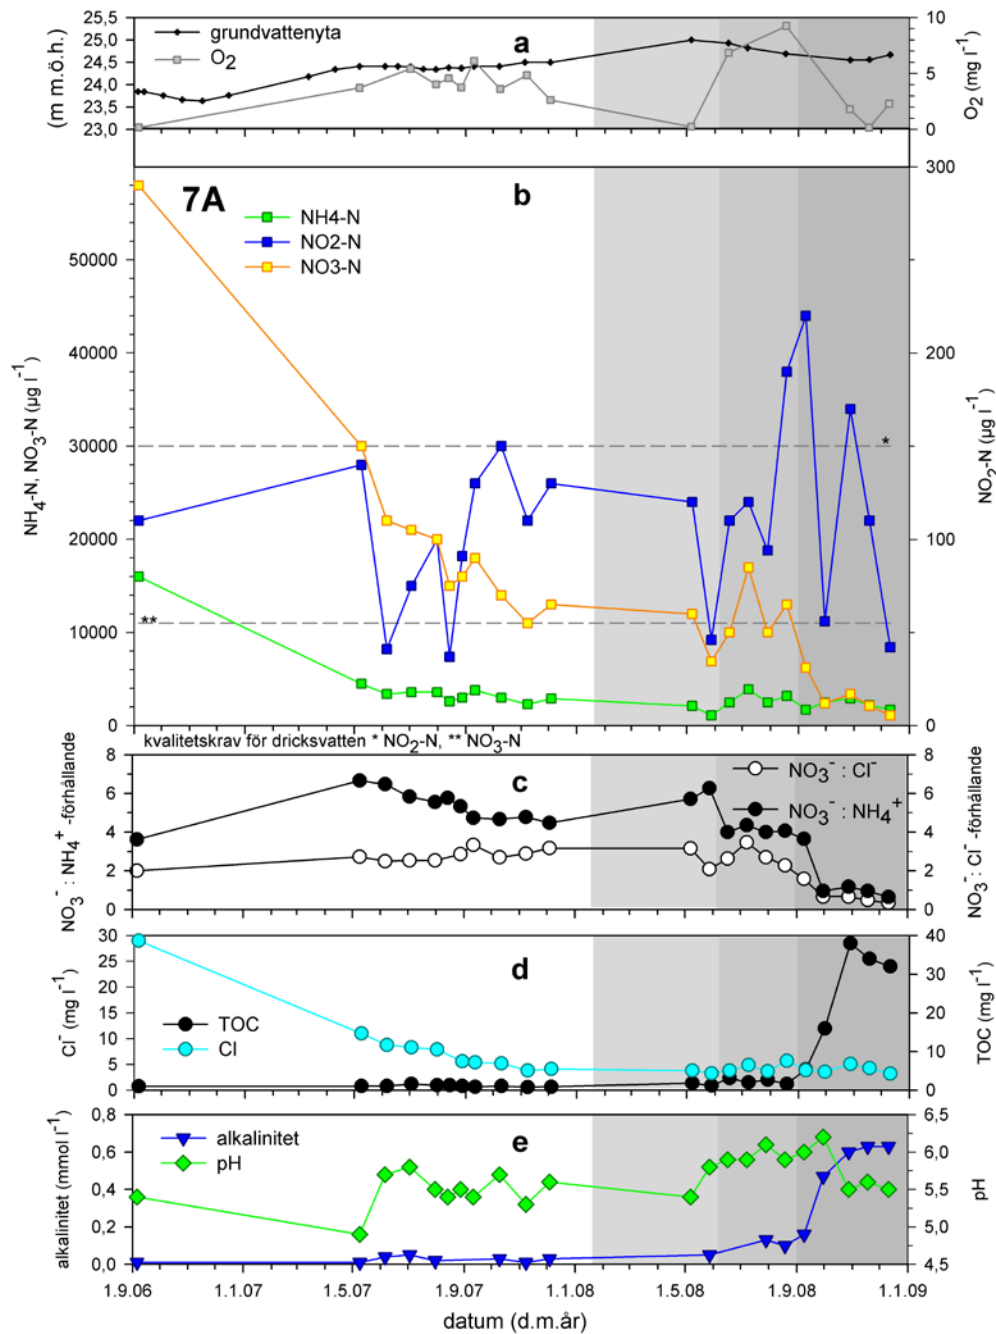 25,5
25,0
24,5
24,0
23,5
23,0
(m m.ö.h.)
grundvattenyta
O2
a
10
5
0
O2 (mg l-1)
7A
b
NH4-N
NO2-N
NO3-N
50000
40000
30000
20000
10000
0
NH4-N, NO3-N (µg l-1)
300
200
100
0
NO2-N (µg l-1)
*
**
kvalitetskrav för dricksvatten * NO2-N, ** NO3-N
8
6
4
2
0
NO3- : NH4+ -förhållande
c
NO3- : Cl-
NO3- : NH4+
8
6
4
2
0
NO3- : Cl- -förhållande
30
25
20
15
10
5
0
Cl- (mg l-1)
d
TOC
Cl
40
30
20
10
0
TOC (mg l-1)
0,8
0,6
0,4
0,2
0,0
alkalinitet (mmol l-1)
alkalinitet
pH
e
6,5
6,0
5,5
5,0
4,5
pH
1.9.06 1.1.07 1.5.07 1.9.07 1.1.08 1.5.08 1.9.08 1.1.09
datum (d.m.år)